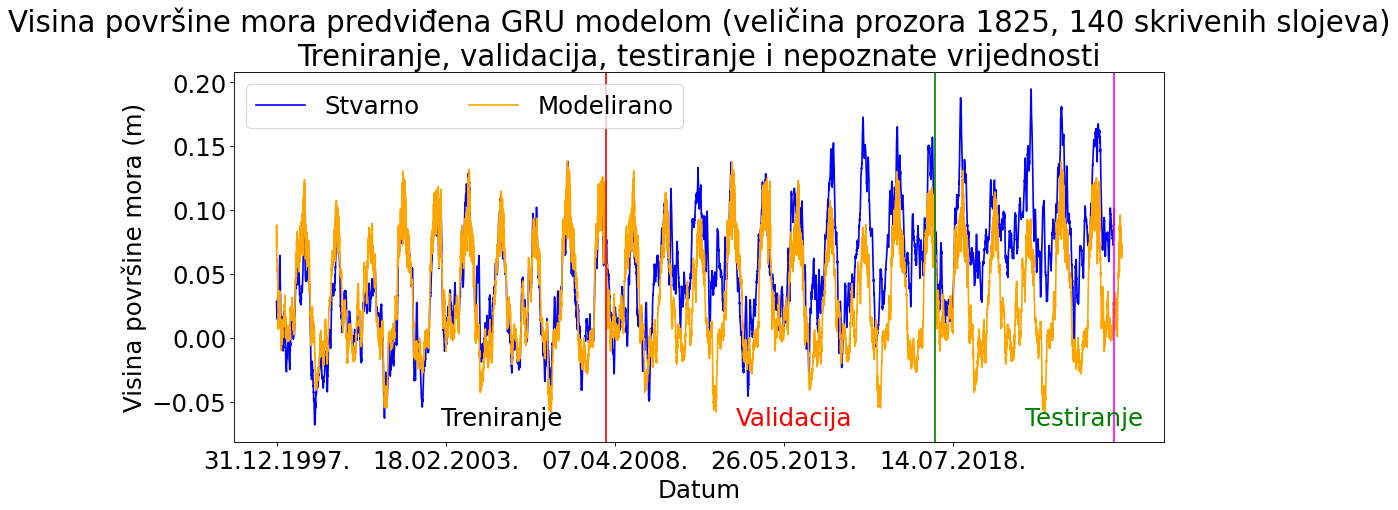 Visina površine mora predviđena GRU modelom (veličina prozora 1825, 140 skrivenih slojeva)
Treniranje, validacija, testiranje i nepoznate vrijednosti
Stvarno Modelirano
Visina površine mora (m)
0.20
0.15
0.10
0.05
0.00
−0.05
Treniranje Validacija Testiranje
31.12.1997. 18.02.2003. 07.04.2008. 26.05.2013. 14.07.2018.
Datum